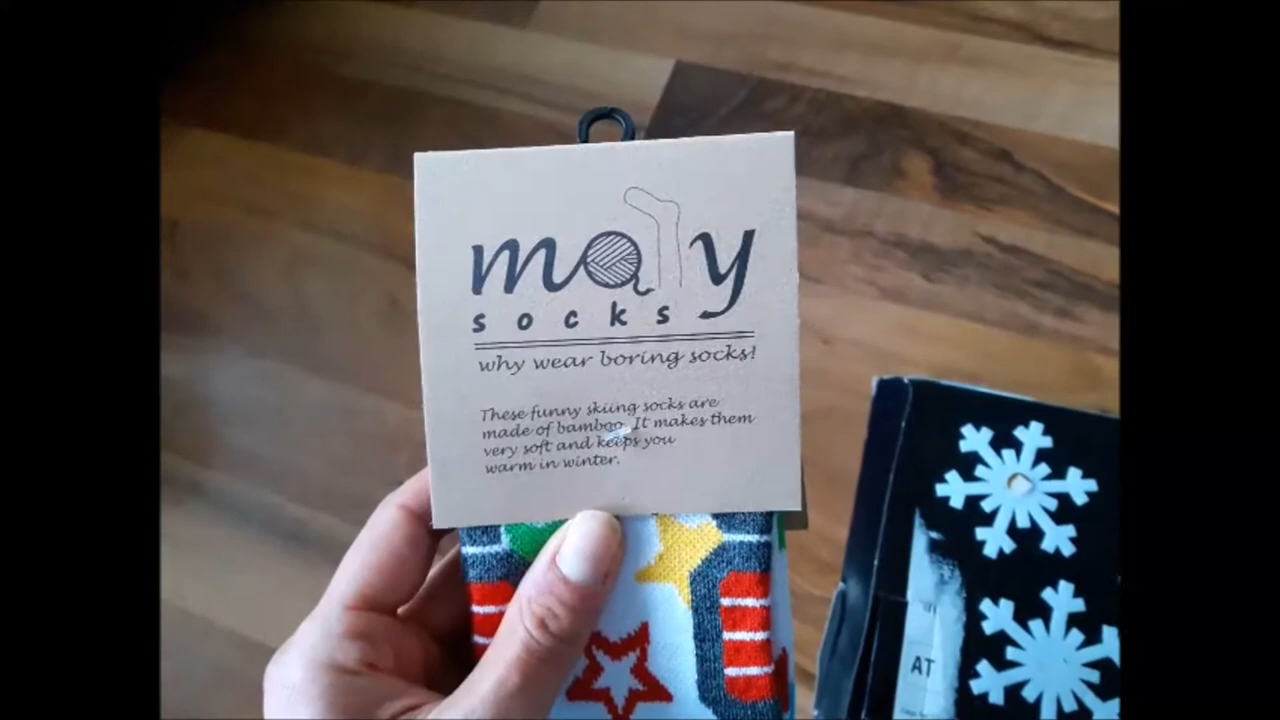 molly
socks
why wear boring socks!
These funny skiing socks are
made of bamboo. It makes them
very soft and keeps you
warm in winter.
AT